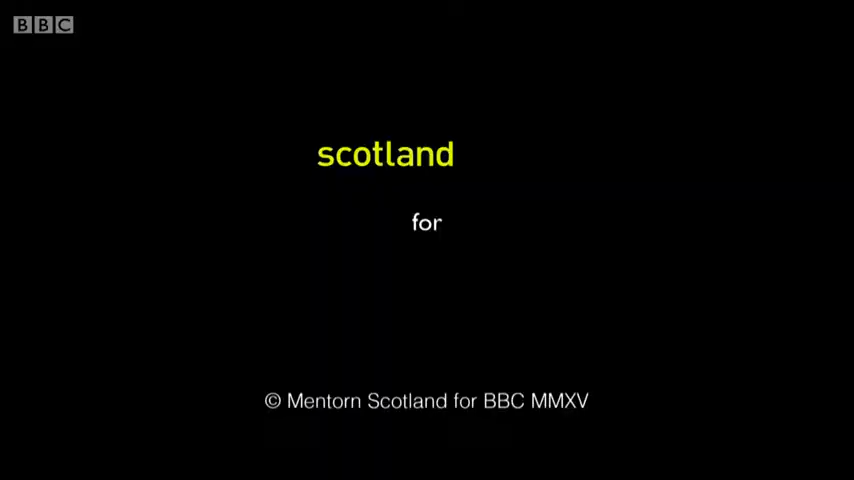 BBC
scotland
for
© Mentorn Scotland for BBC MMXV